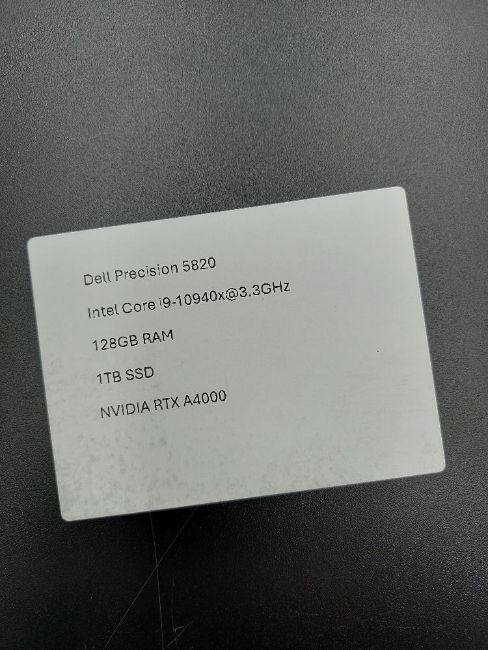 Dell Precision 5820
Intel Core i9-10940x@3.3GHz
128GB RAM
1TB SSD
NVIDIA RTX A4000